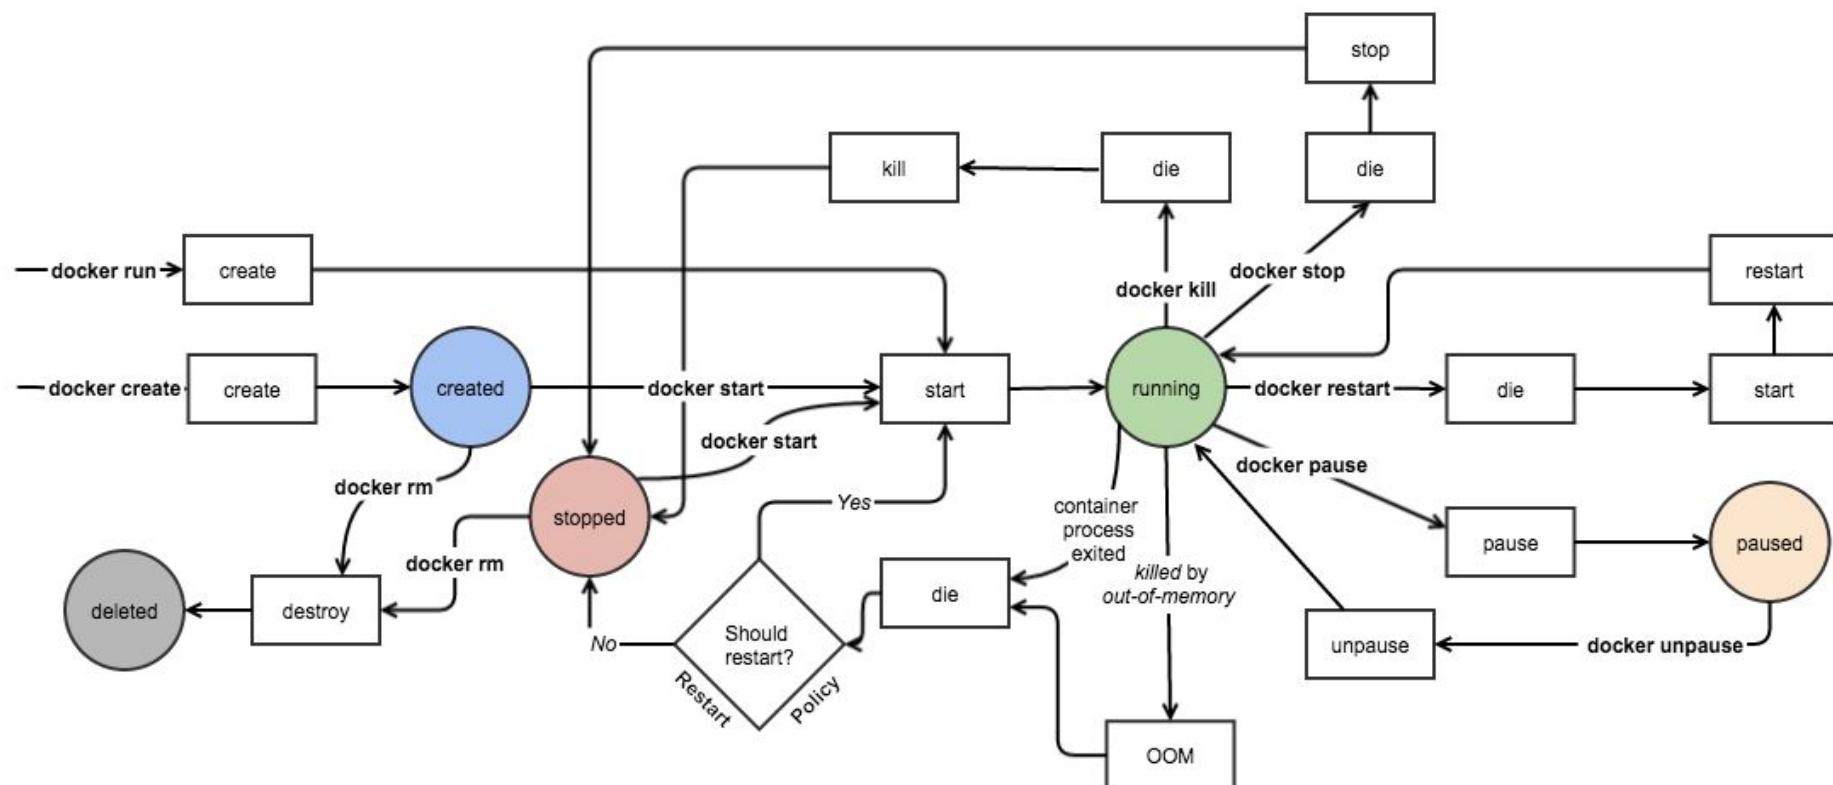 stop
kill
die
die
docker run
create
docker stop
restart
docker kill
docker create
create
created
docker start
start
running
docker restart
die
start
docker start
docker pause
docker rm
Yes
stopped
container
process
exited
pause
paused
docker rm
killed by
out-of-memory
die
deleted
destroy
Should
restart?
No
unpause
docker unpause
Restart
Policy
OOM